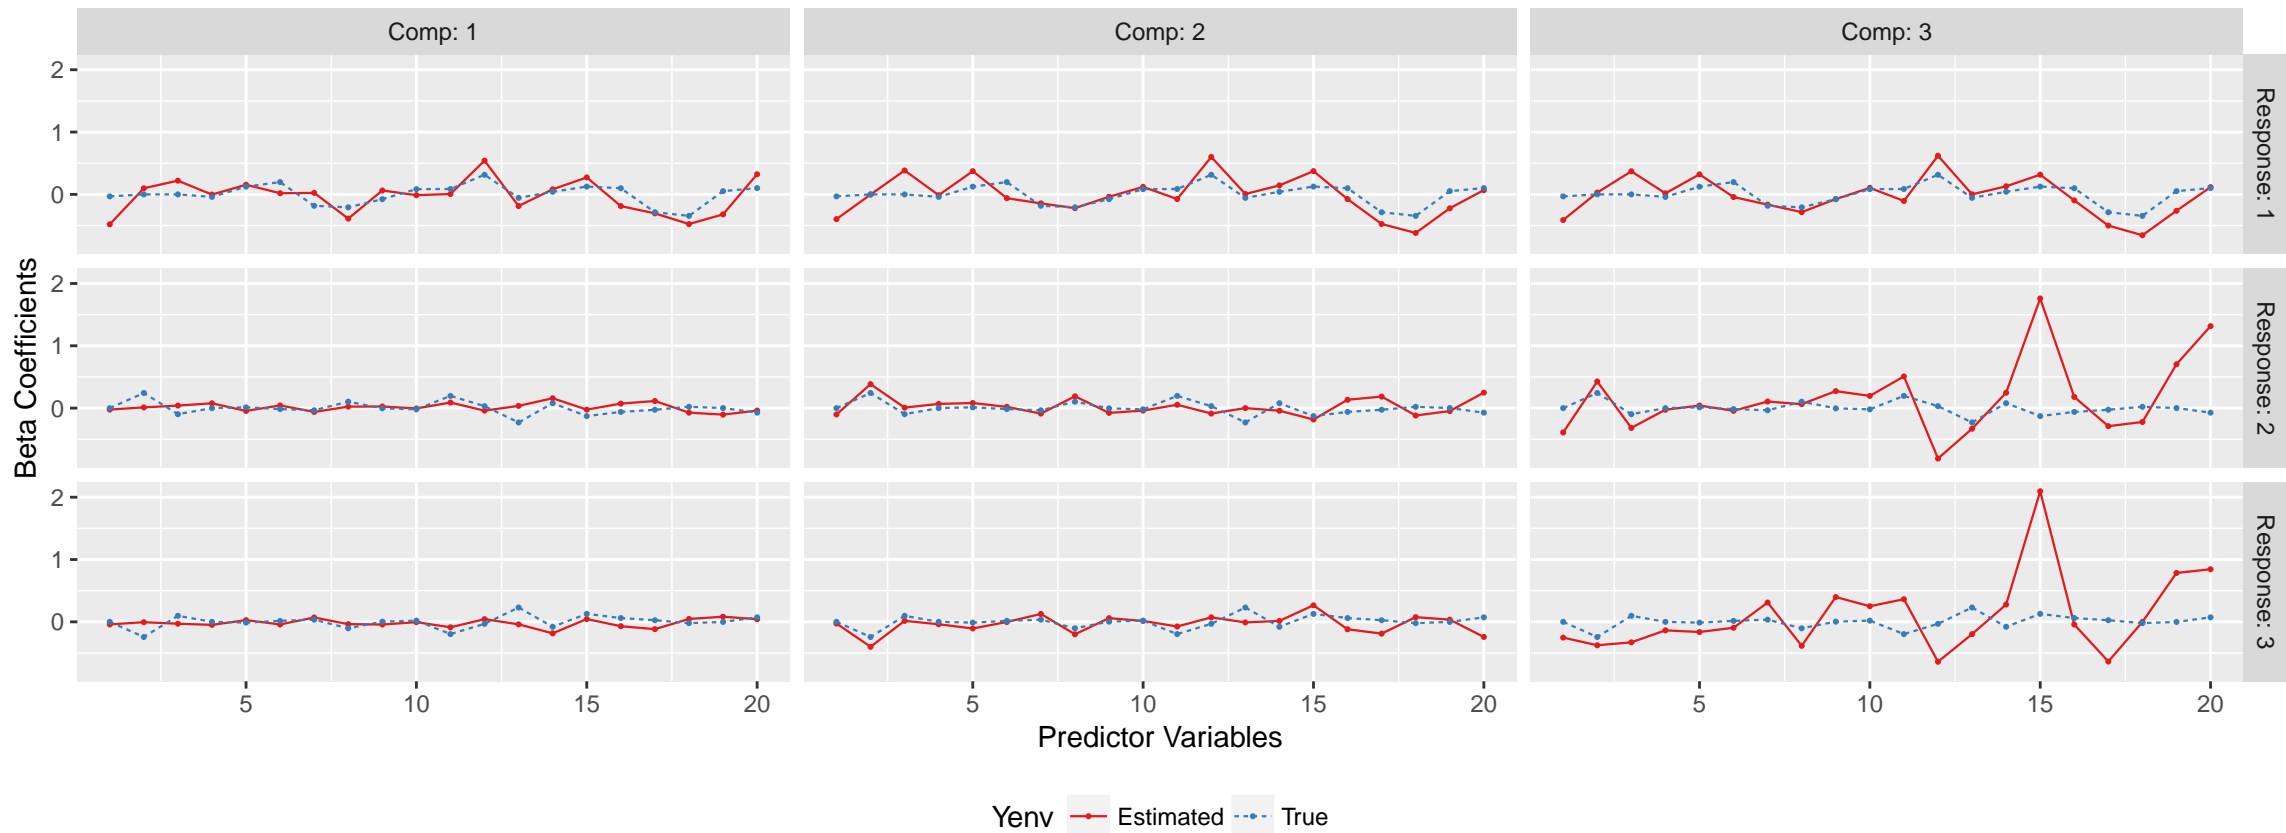 Comp: 1 Comp: 2 Comp: 3
Beta Coefficients
2
1
0
Response: 1
2
1
0
Response: 2
2
1
0
Response: 3
5 10 15 20 5 10 15 20 5 10 15 20
Predictor Variables
Yenv Estimated True